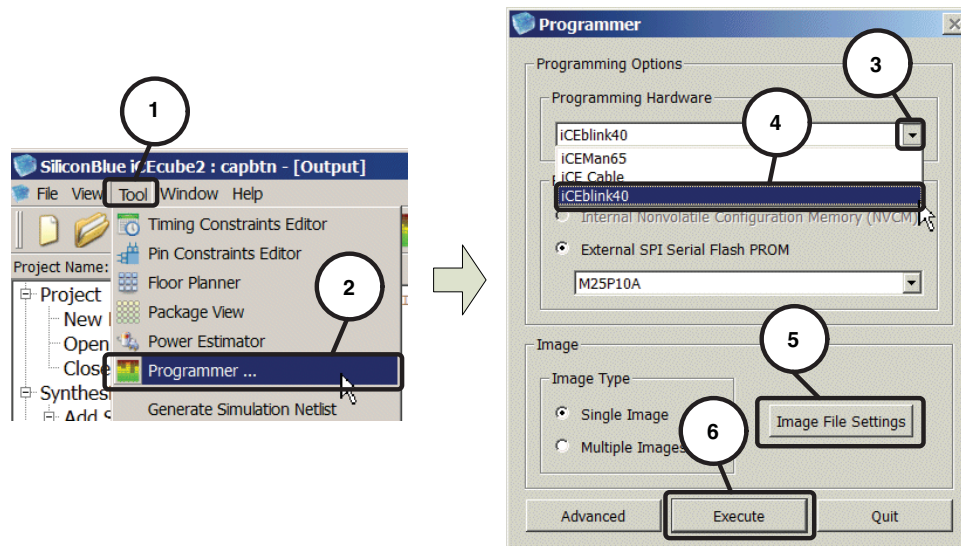 1
SiliconBlue iCEcube2 : capbtn - [Output]
File View Tool Window Help
Timing Constraints Editor
Project Name:
Pin Constraints Editor
Project
Floor Planner
New
Package View
Open
Power Estimator
Close
Programmer ...
2
Generate Simulation Netlist
Add
Programmer
Programming Options
3
Programming Hardware
4
iCEblink40
iCEMan65
iCE Cable
iCEblink40
Internal Nonvolatile Configuration Memory (NVCM)
External SPI Serial Flash PROM
M25P10A
Image
5
Image Type
Single Image
Image File Settings
Multiple Images
6
Advanced Execute Quit